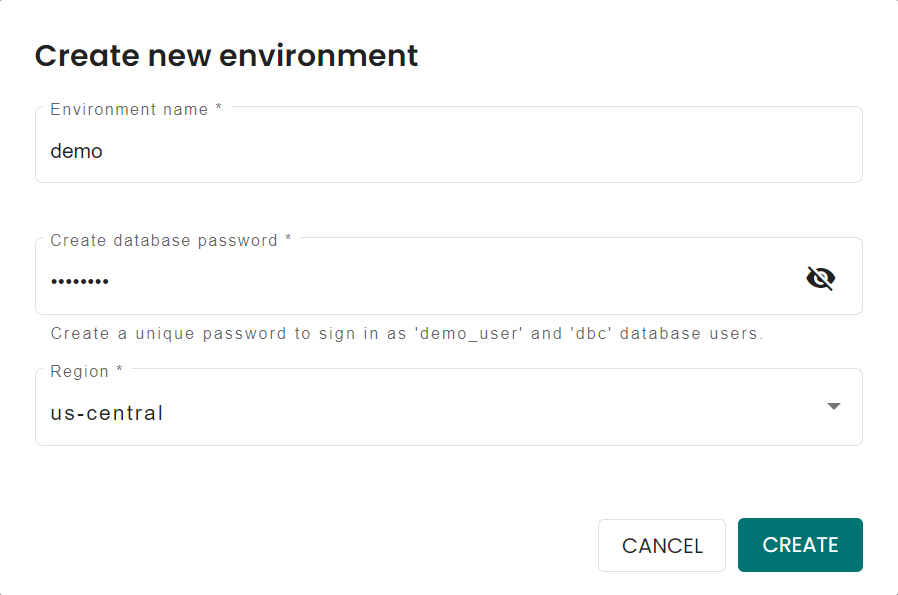 Create new environment
Environment name *
demo
Create database password *
••••••••
Create a unique password to sign in as 'demo_user' and 'dbc' database users.
Region *
us-central
CANCEL
CREATE